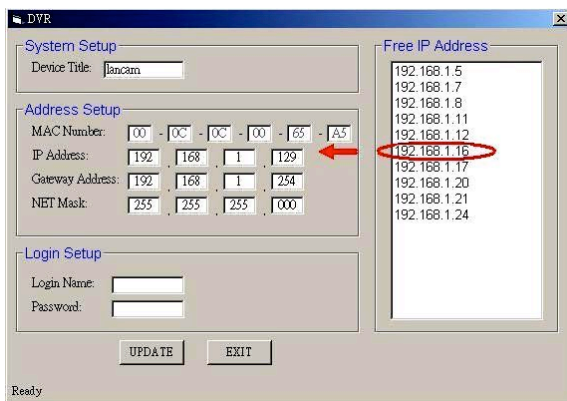 DVR
System Setup
Device Title: lancam
Address Setup
MAC Number: 00 - 0C - 0C - 00 - 65 - A5
IP Address: 192 . 168 . 1 . 129
Gateway Address: 192 . 168 . 1 . 254
NET Mask: 255 . 255 . 255 . 000
Login Setup
Login Name:
Password:
UPDATE EXIT
Ready
Free IP Address
192.168.1.5
192.168.1.7
192.168.1.8
192.168.1.11
192.168.1.12
192.168.1.16
192.168.1.17
192.168.1.20
192.168.1.21
192.168.1.24